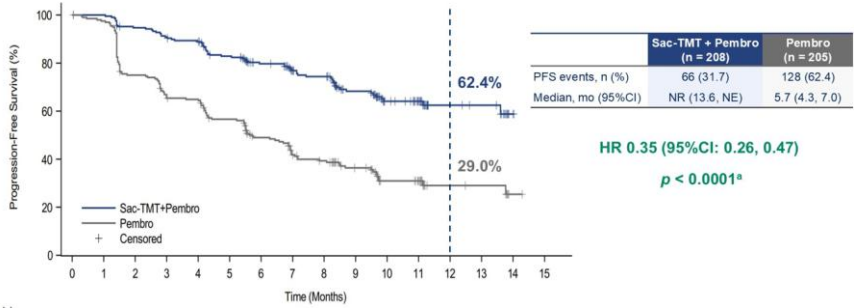 Progression-Free Survival (%)
100
80
60
40
20
0
62.4%
29.0%
Sac-TMT+Pembro
Pembro
Censored
0 1 2 3 4 5 6 7 8 9 10 11 12 13 14 15
Time (Months)
Sac-TMT + Pembro (n = 208) Pembro (n = 205)
PFS events, n (%) 66 (31.7) 128 (62.4)
Median, mo (95%CI) NR (13.6, NE) 5.7 (4.3, 7.0)
HR 0.35 (95%CI: 0.26, 0.47)
p < 0.0001ᵃ